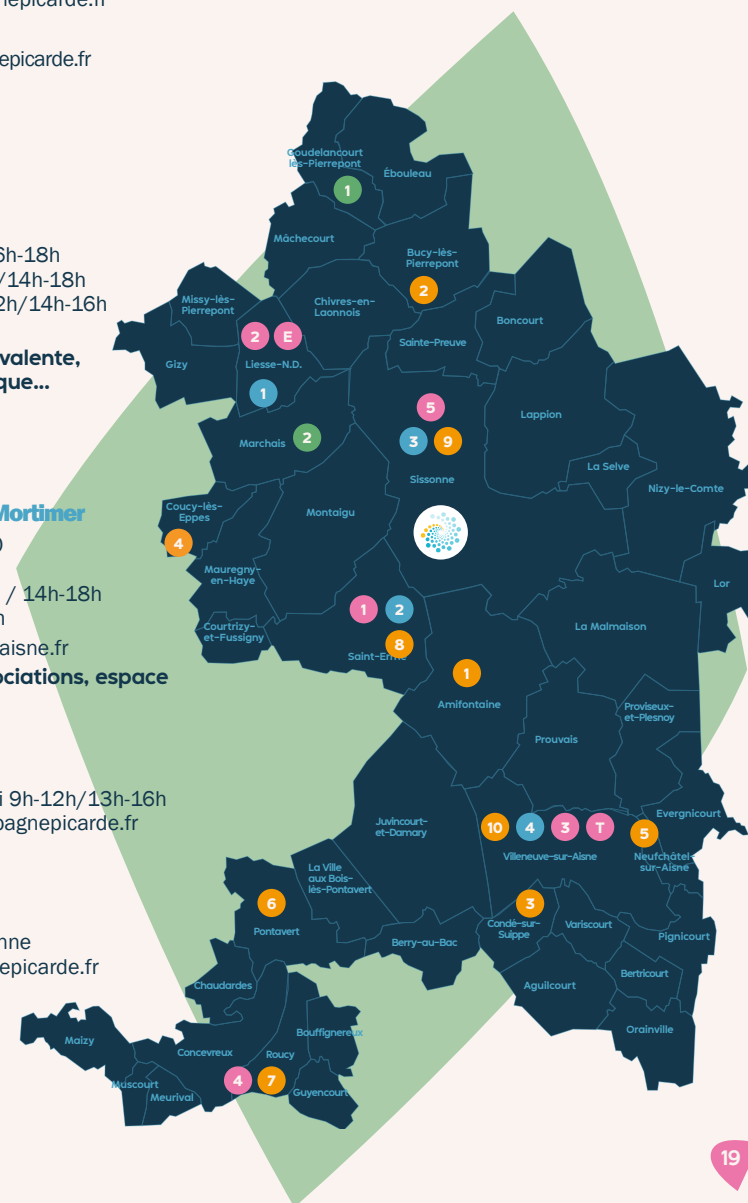 nepicarde.fr
epicarde.fr
6h-18h
/14h-18h
2h/14h-16h
valente,
que...
Mortimer
)
/ 14h-18h
h
aisne.fr
ociations, espace
i 9h-12h/13h-16h
pagnepicarde.fr
nne
nepicarde.fr
Goudelancourt
lès-Pierrepont
1
Ébouleau
Mâchecourt
Bucy-lès-
Pierrepont
2
Missy-lès-
Pierrepont
Chivres-en-
Laonnois
Boncourt
2
E
Sainte-Preuve
Gizy
Liesse-N.D.
1
5
Lappion
Marchais
2
3
9
La Selve
Sissonne
Nizy-le-Comte
Coucy-lès-
Eppes
4
Montaigu
Mauregny-
en-Haye
Lor
1
2
Courtrizy-
et-Fussigny
8
La Malmaison
Saint-Erme
1
Amifontaine
Proviseux-
et-Plesnoy
Prouvais
Evergnicourt
Juvincourt-
et-Damary
10
4
3
T
5
Villeneuve-sur-Aisne
Neufchâtel-
sur-Aisne
La Ville
aux Bois-
lès-Pontavert
6
3
Pontavert
Condé-sur-
Suippe
Variscourt
Pignicourt
Berry-au-Bac
Bertricourt
Chaudardes
Aguilcourt
Orainville
Maizy
Bouffignereux
Concevreux
Roucy
4
7
Muscourt
Meurival
Guyencourt
19